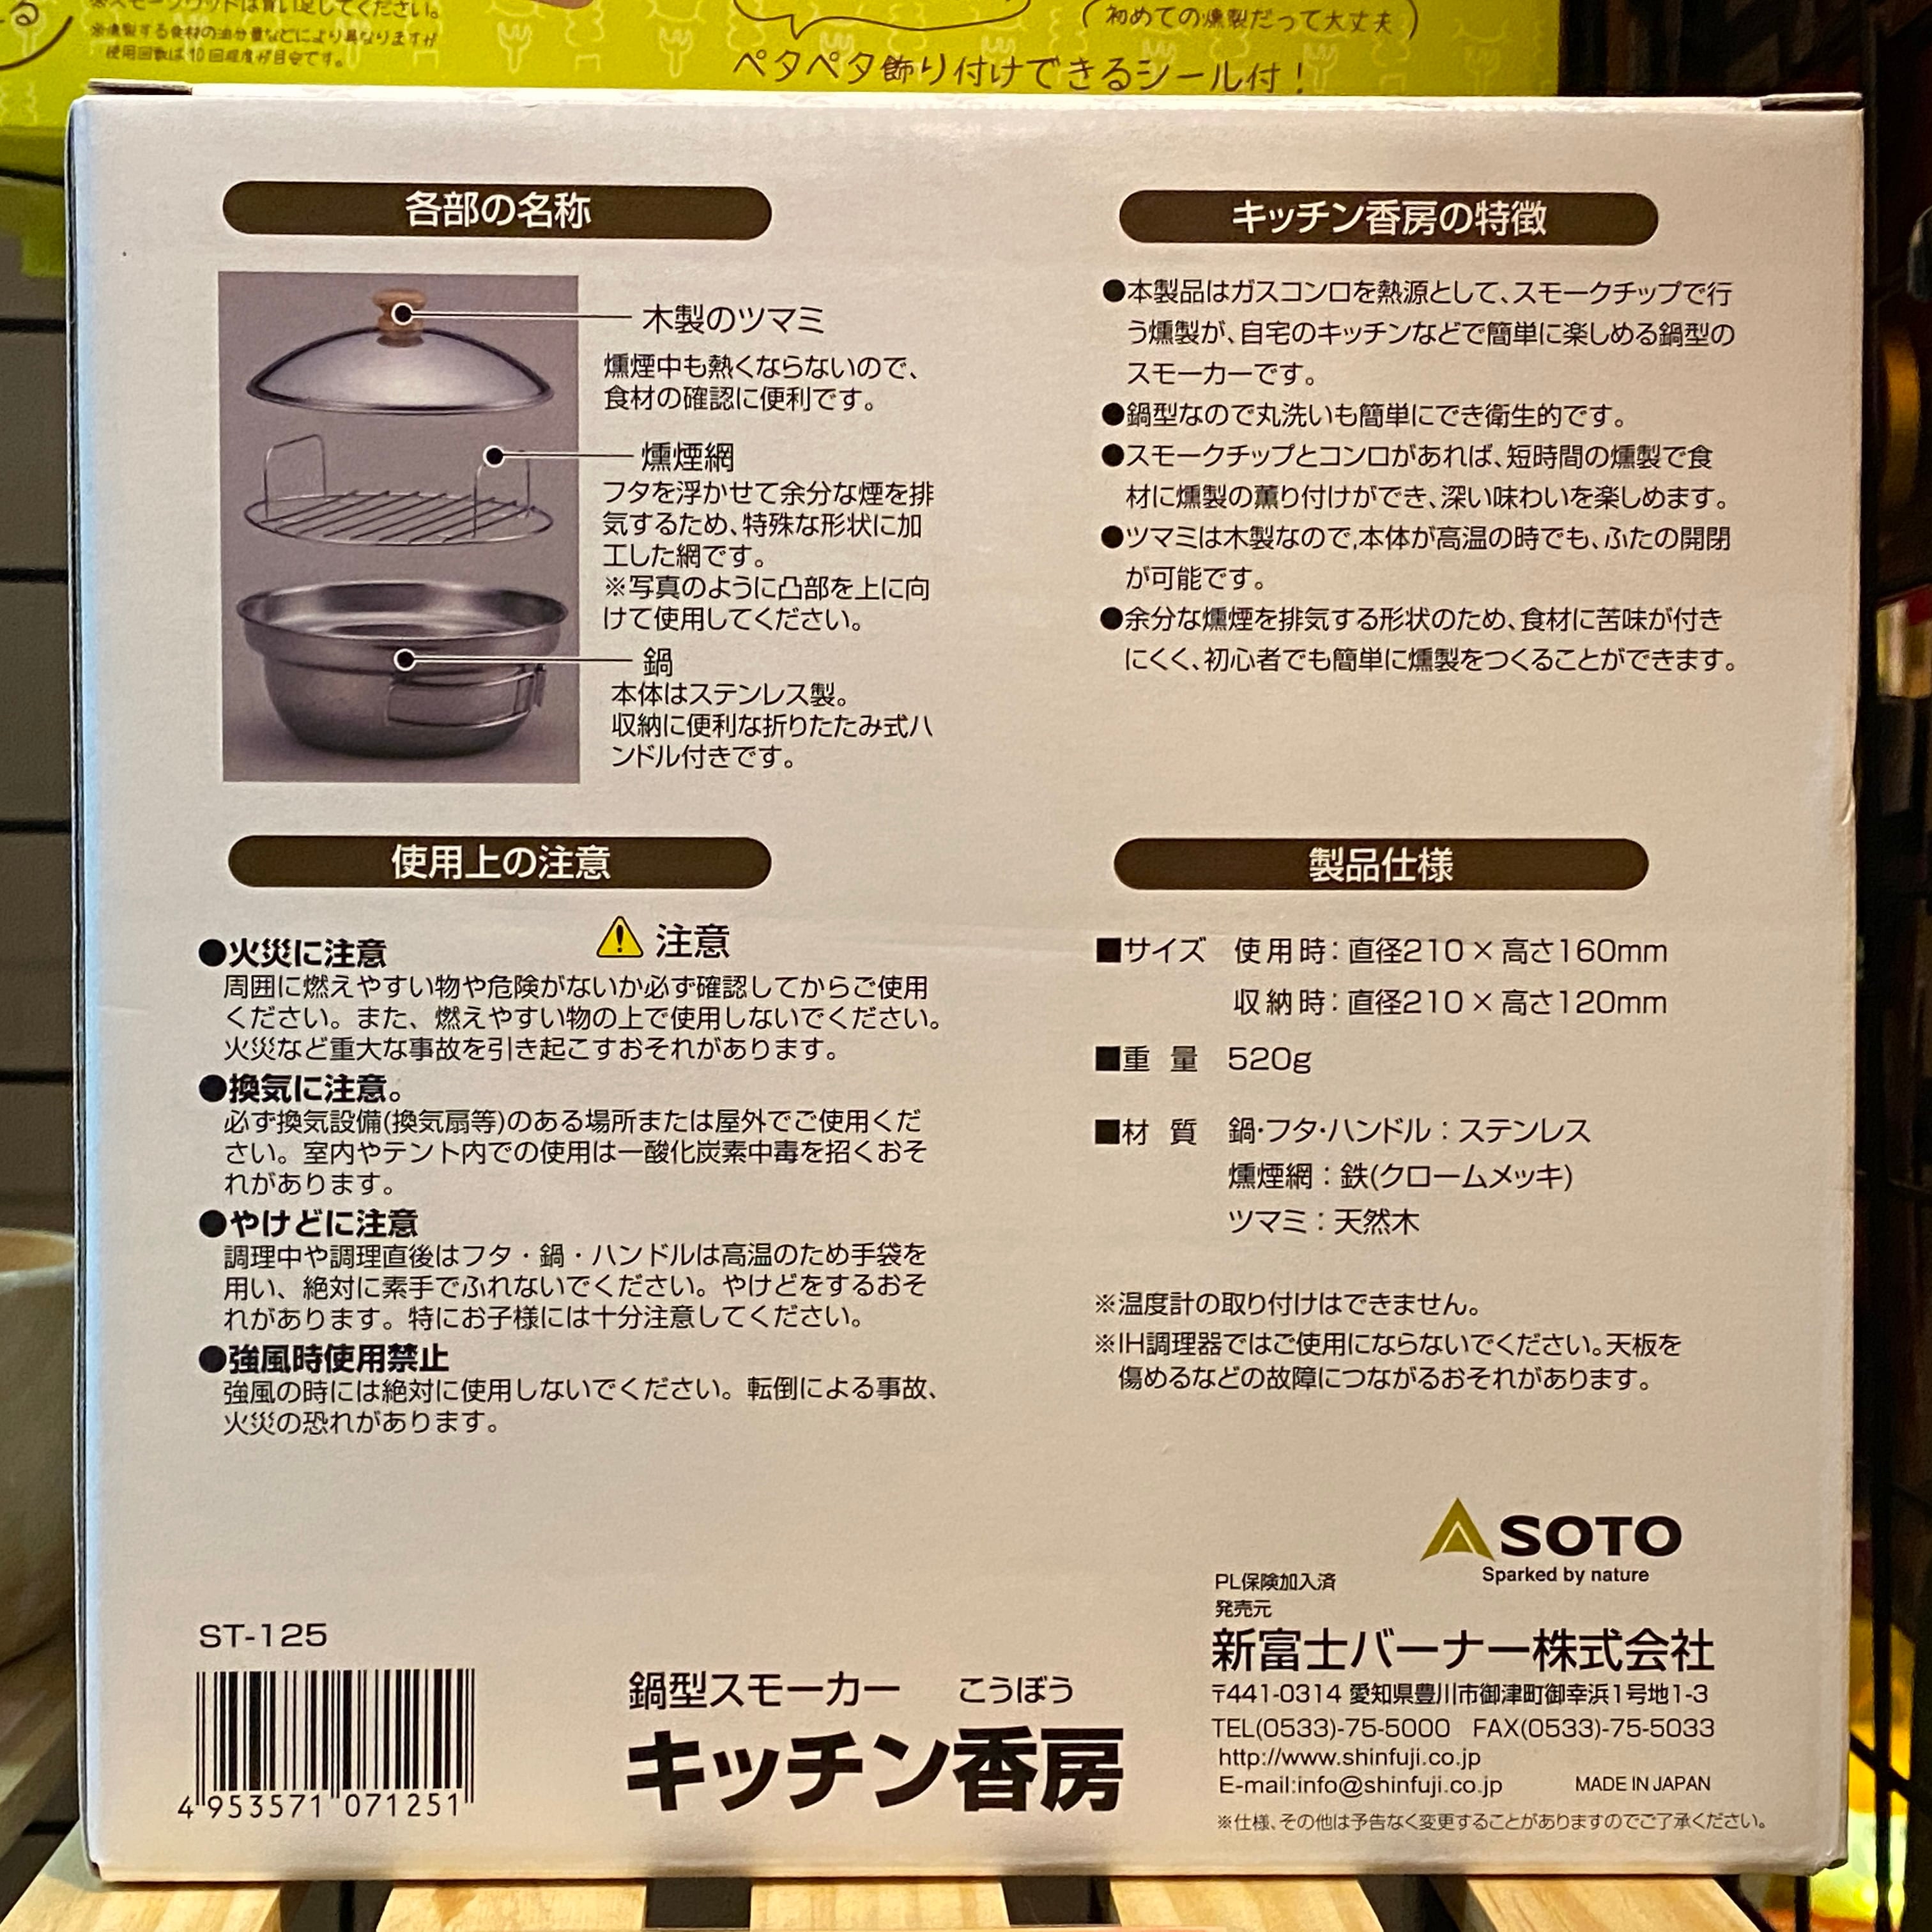 ※燻製する食材の油分量などにより異なりますが
使用回数は10回程度が目安です。
初めての燻製だって大丈夫
ペタペタ飾り付けできるシール付！
各部の名称
木製のツマミ
燻煙中も熱くならないので、
食材の確認に便利です。
燻煙網
フタを浮かせて余分な煙を排
気するため、特殊な形状に加
工した網です。
※写真のように凸部を上に向
けて使用してください。
鍋
本体はステンレス製。
収納に便利な折りたたみ式ハ
ンドル付きです。
キッチン香房の特徴
●本製品はガスコンロを熱源として、スモークチップで行
う燻製が、自宅のキッチンなどで簡単に楽しめる鍋型の
スモーカーです。
●鍋型なので丸洗いも簡単にでき衛生的です。
●スモークチップとコンロがあれば、短時間の燻製で食
材に燻製の薫り付けができ、深い味わいを楽しめます。
●ツマミは木製なので,本体が高温の時でも、ふたの開閉
が可能です。
●余分な燻煙を排気する形状のため、食材に苦味が付き
にくく、初心者でも簡単に燻製をつくることができます。
使用上の注意
注意
●火災に注意
周囲に燃えやすい物や危険がないか必ず確認してからご使用
ください。また、燃えやすい物の上で使用しないでください。
火災など重大な事故を引き起こすおそれがあります。
●換気に注意。
必ず換気設備(換気扇等)のある場所または屋外でご使用くだ
さい。室内やテント内での使用は一酸化炭素中毒を招くおそ
れがあります。
●やけどに注意
調理中や調理直後はフタ・鍋・ハンドルは高温のため手袋を
用い、絶対に素手でふれないでください。やけどをするおそ
れがあります。特にお子様には十分注意してください。
●強風時使用禁止
強風の時には絶対に使用しないでください。転倒による事故、
火災の恐れがあります。
製品仕様
■サイズ 使用時：直径210×高さ160mm
収納時：直径210×高さ120mm
■重 量 520g
■材 質 鍋・フタ・ハンドル：ステンレス
燻煙網：鉄(クロームメッキ)
ツマミ：天然木
※温度計の取り付けはできません。
※IH調理器ではご使用にならないでください。天板を
傷めるなどの故障につながるおそれがあります。
SOTO
Sparked by nature
PL保険加入済
発売元
新富士バーナー株式会社
〒441-0314 愛知県豊川市御津町御幸浜1号地1-3
TEL(0533)-75-5000 FAX(0533)-75-5033
http://www.shinfuji.co.jp
E-mail:info@shinfuji.co.jp MADE IN JAPAN
※仕様、その他は予告なく変更することがありますのでご了承ください。
ST-125
4 953571 071251
鍋型スモーカー こうぼう
キッチン香房